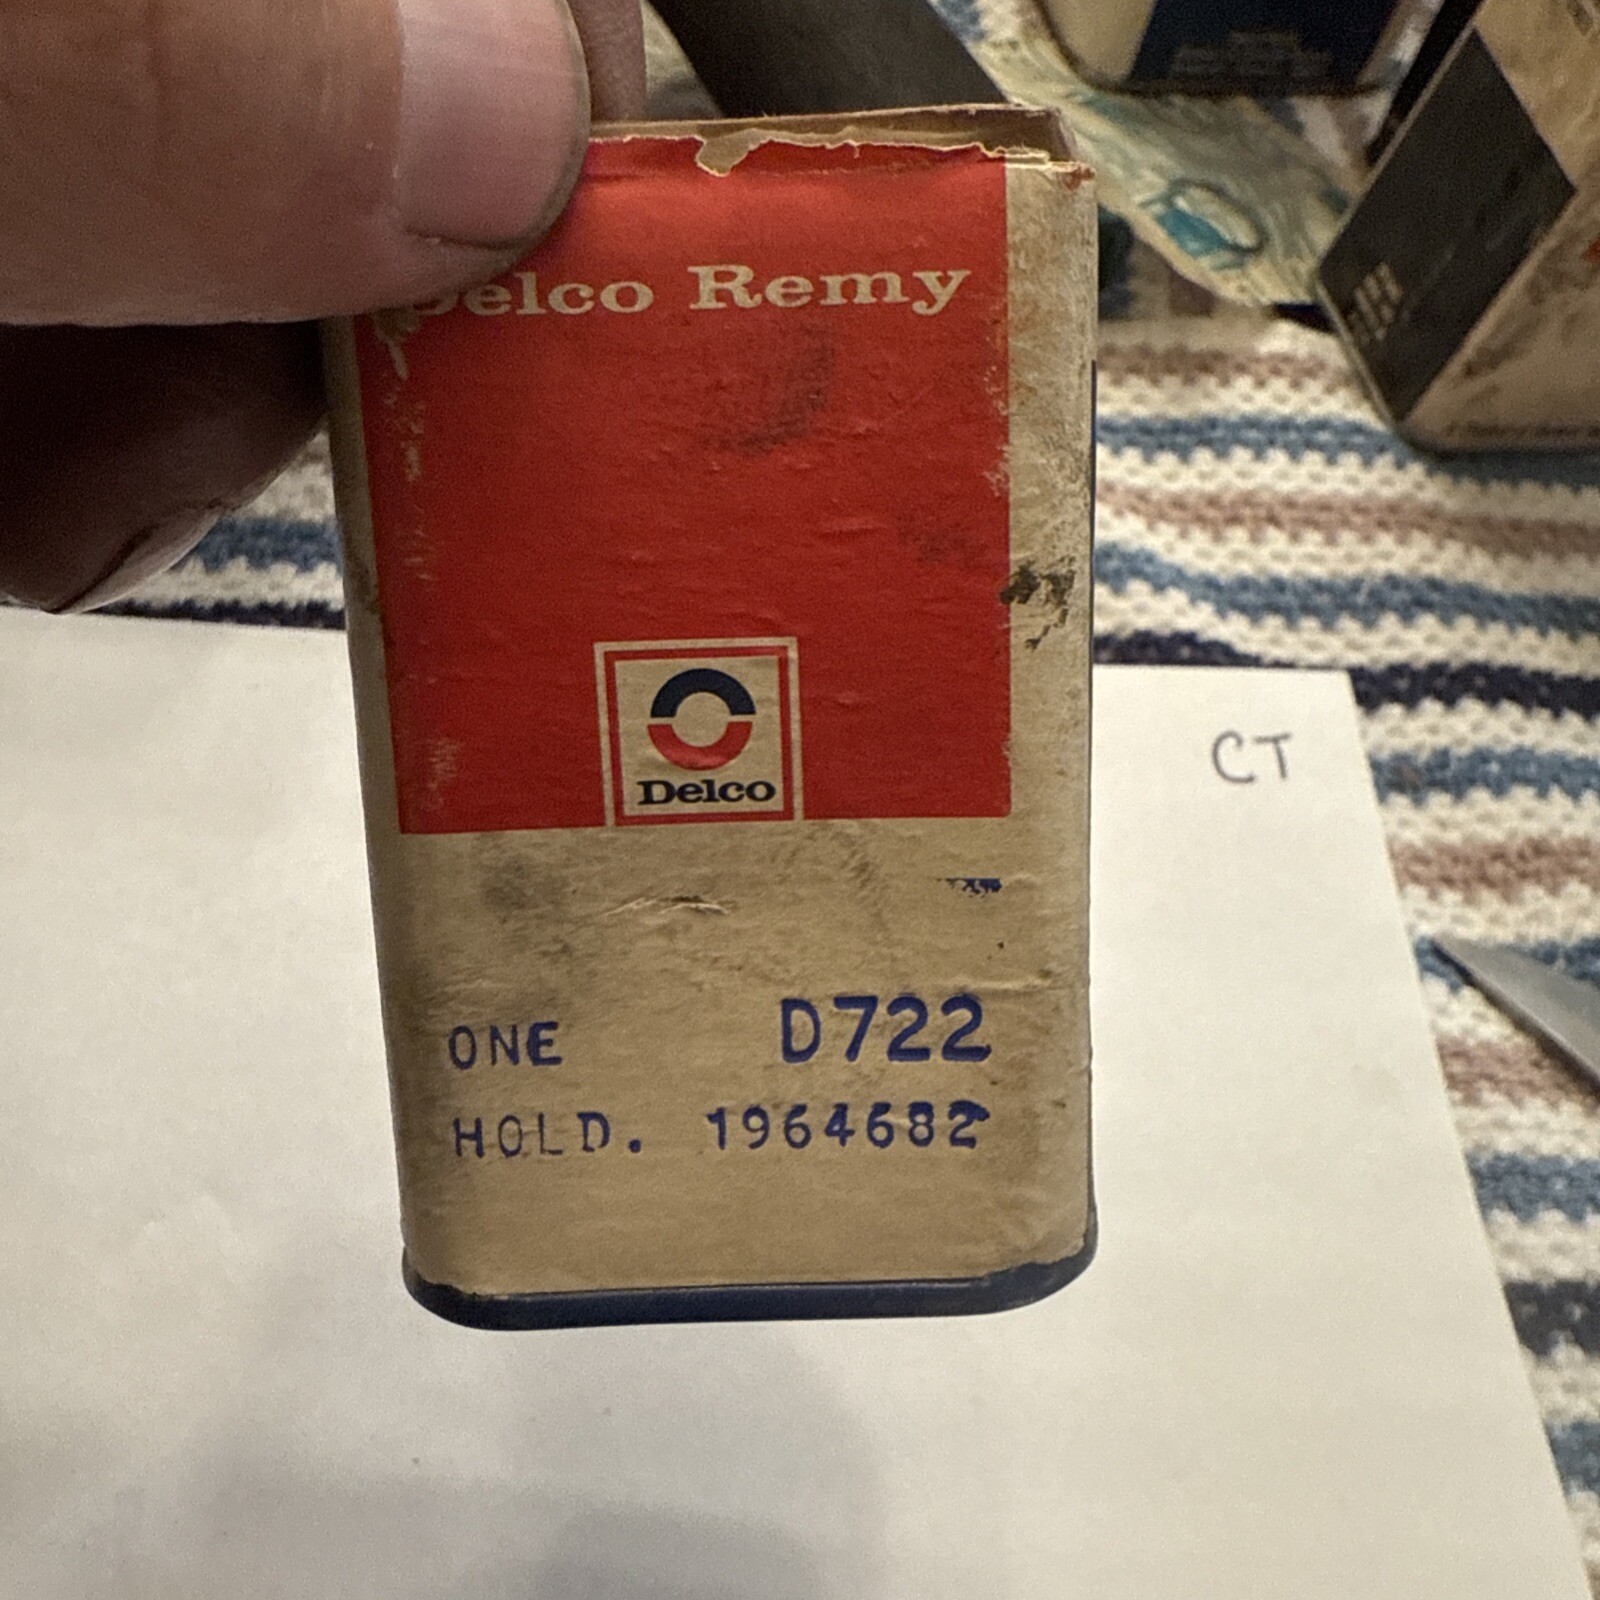 Delco Remy
Delco
CT
ONE D722
HOLD. 1964682